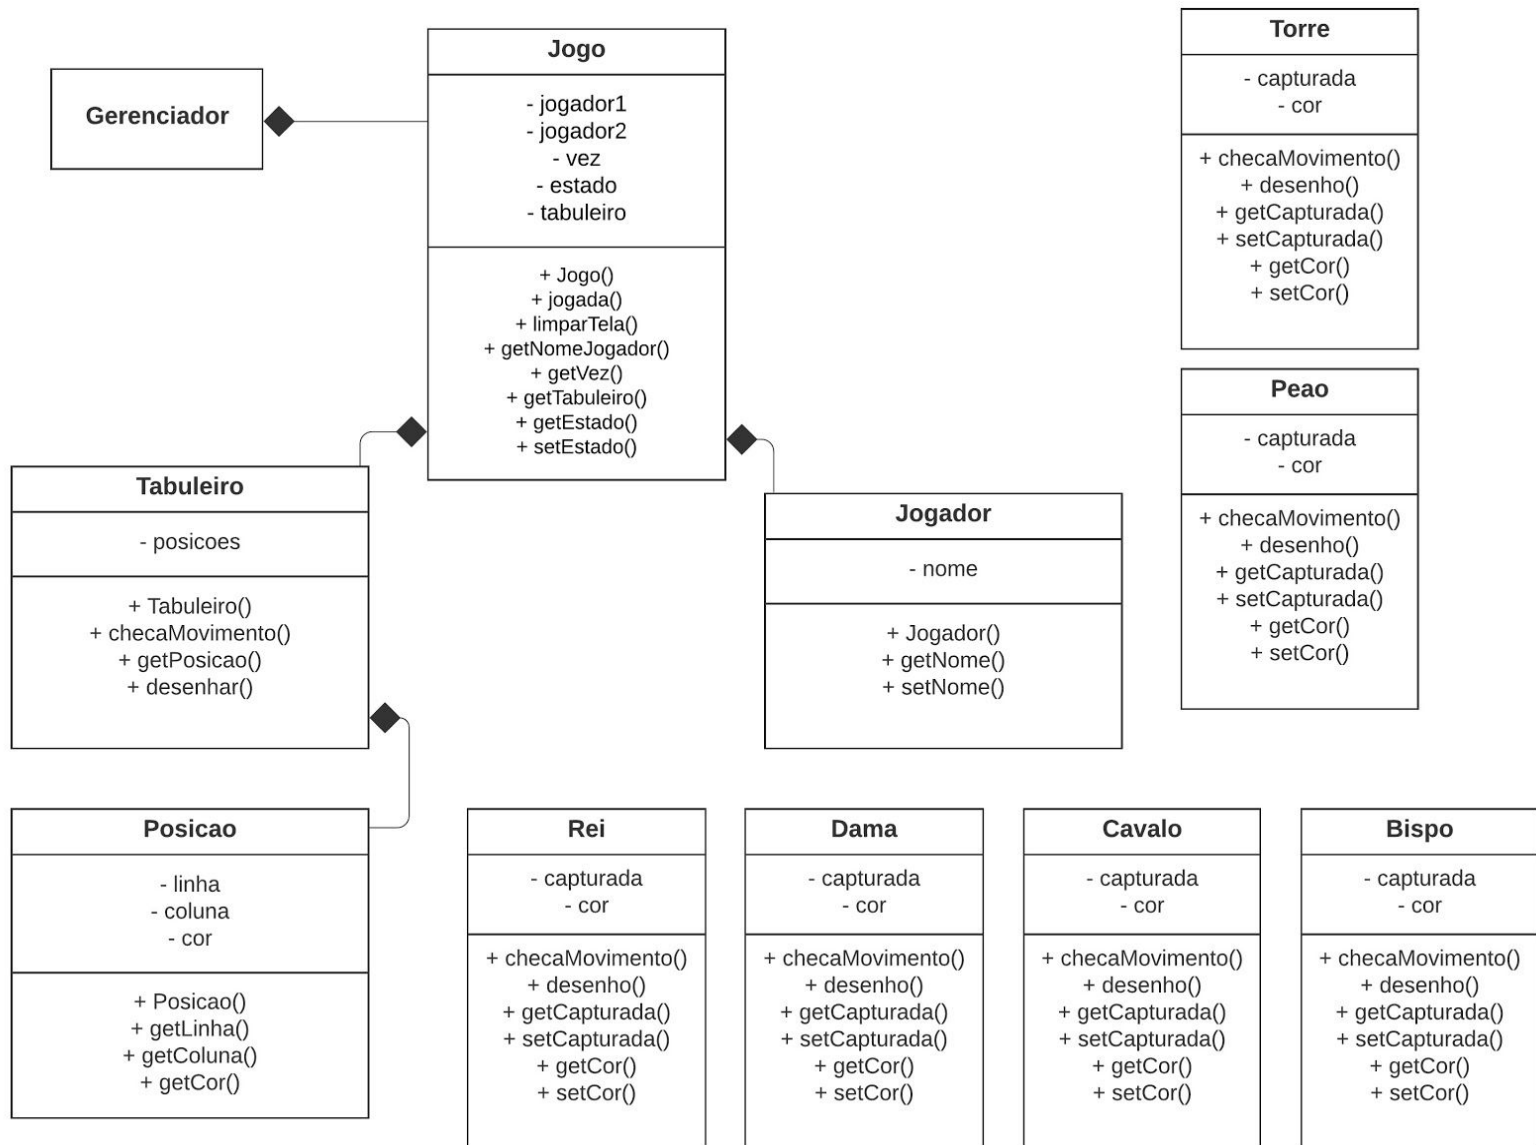 Gerenciador
Jogo
- jogador1
- jogador2
- vez
- estado
- tabuleiro
+ Jogo()
+ jogada()
+ limparTela()
+ getNomeJogador()
+ getVez()
+ getTabuleiro()
+ getEstado()
+ setEstado()
Torre
- capturada
- cor
+ checaMovimento()
+ desenho()
+ getCapturada()
+ setCapturada()
+ getCor()
+ setCor()
Peao
- capturada
- cor
+ checaMovimento()
+ desenho()
+ getCapturada()
+ setCapturada()
+ getCor()
+ setCor()
Tabuleiro
- posicoes
+ Tabuleiro()
+ checaMovimento()
+ getPosicao()
+ desenhar()
Jogador
- nome
+ Jogador()
+ getNome()
+ setNome()
Posicao
- linha
- coluna
- cor
+ Posicao()
+ getLinha()
+ getColuna()
+ getCor()
Rei
- capturada
- cor
+ checaMovimento()
+ desenho()
+ getCapturada()
+ setCapturada()
+ getCor()
+ setCor()
Dama
- capturada
- cor
+ checaMovimento()
+ desenho()
+ getCapturada()
+ setCapturada()
+ getCor()
+ setCor()
Cavalo
- capturada
- cor
+ checaMovimento()
+ desenho()
+ getCapturada()
+ setCapturada()
+ getCor()
+ setCor()
Bispo
- capturada
- cor
+ checaMovimento()
+ desenho()
+ getCapturada()
+ setCapturada()
+ getCor()
+ setCor()